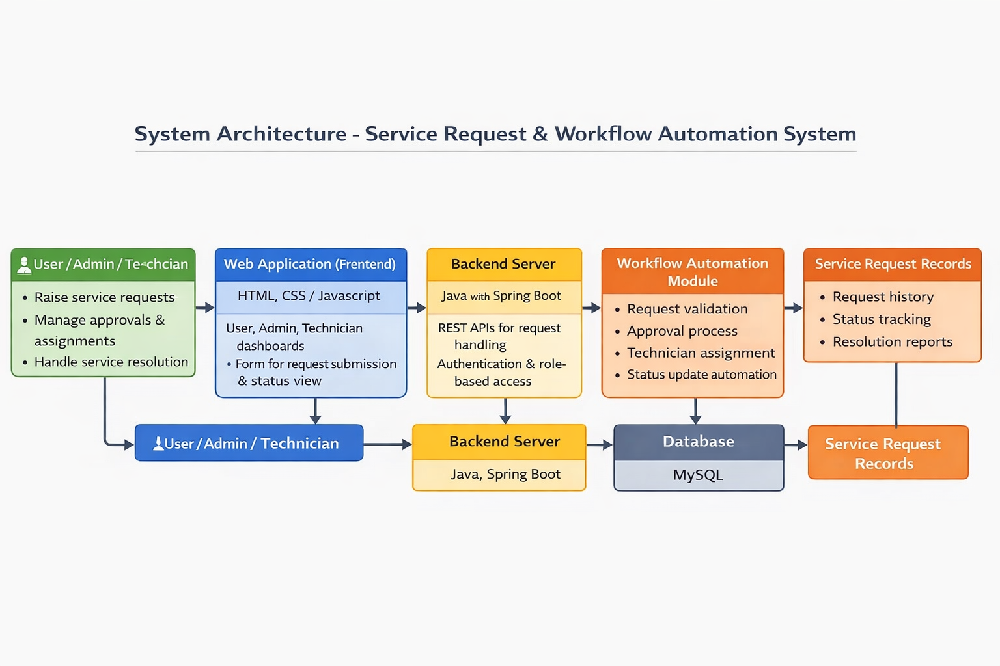 System Architecture - Service Request & Workflow Automation System
User / Admin / Te-chcian
• Raise service requests
• Manage approvals &
assignments
• Handle service resolution
Web Application (Frentend)
HTML, CSS / Javascript
User, Admin, Technician
dashboards
• Form for request submission
& status view
Backend Server
Java with Spring Boot
REST APIs for request
handling
Authentication & role-
based access
Workflow Automation
Module
• Request validation
• Approval process
• Technician assignment
• Status update automation
Service Request Records
• Request history
• Status tracking
• Resolution reports
User / Admin / Technician
Backend Server
Java, Spring Boot
Database
MySQL
Service Request
Records